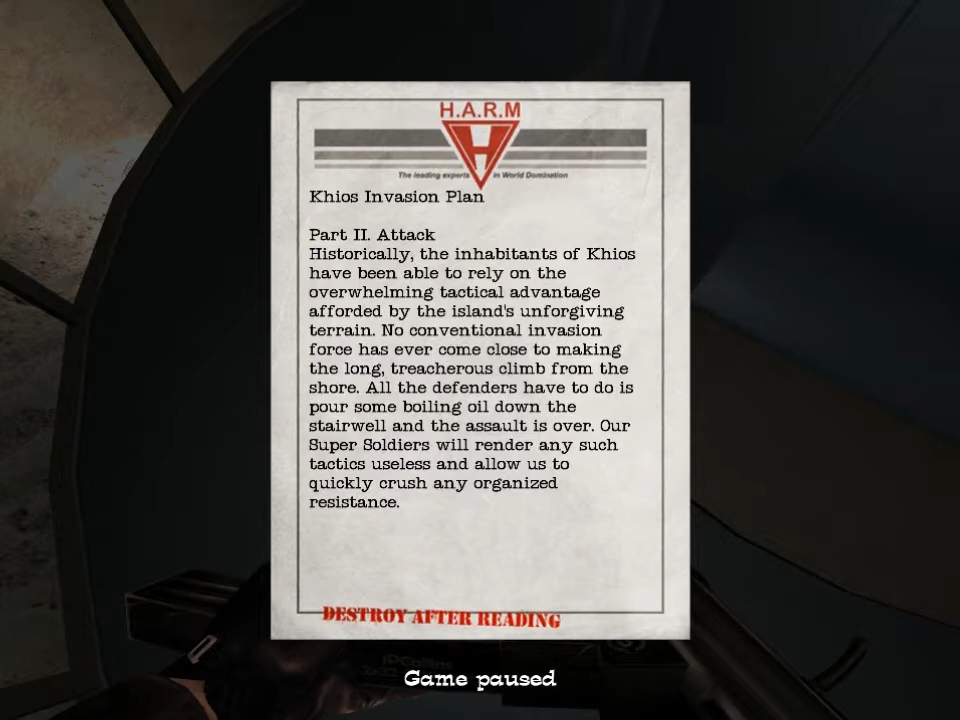 H.A.R.M
H
The leading experts in World Domination
Khios Invasion Plan
Part II. Attack
Historically, the inhabitants of Khios
have been able to rely on the
overwhelming tactical advantage
afforded by the island's unforgiving
terrain. No conventional invasion
force has ever come close to making
the long, treacherous climb from the
shore. All the defenders have to do is
pour some boiling oil down the
stairwell and the assault is over. Our
Super Soldiers will render any such
tactics useless and allow us to
quickly crush any organized
resistance.
DESTROY AFTER READING
Game paused